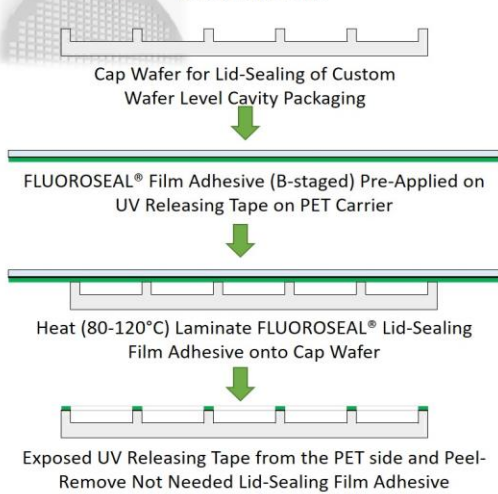 Cap Wafer for Lid-Sealing of Custom
Wafer Level Cavity Packaging
FLUOROSEAL® Film Adhesive (B-staged) Pre-Applied on
UV Releasing Tape on PET Carrier
Heat (80-120°C) Laminate FLUOROSEAL® Lid-Sealing
Film Adhesive onto Cap Wafer
Exposed UV Releasing Tape from the PET side and Peel-
Remove Not Needed Lid-Sealing Film Adhesive